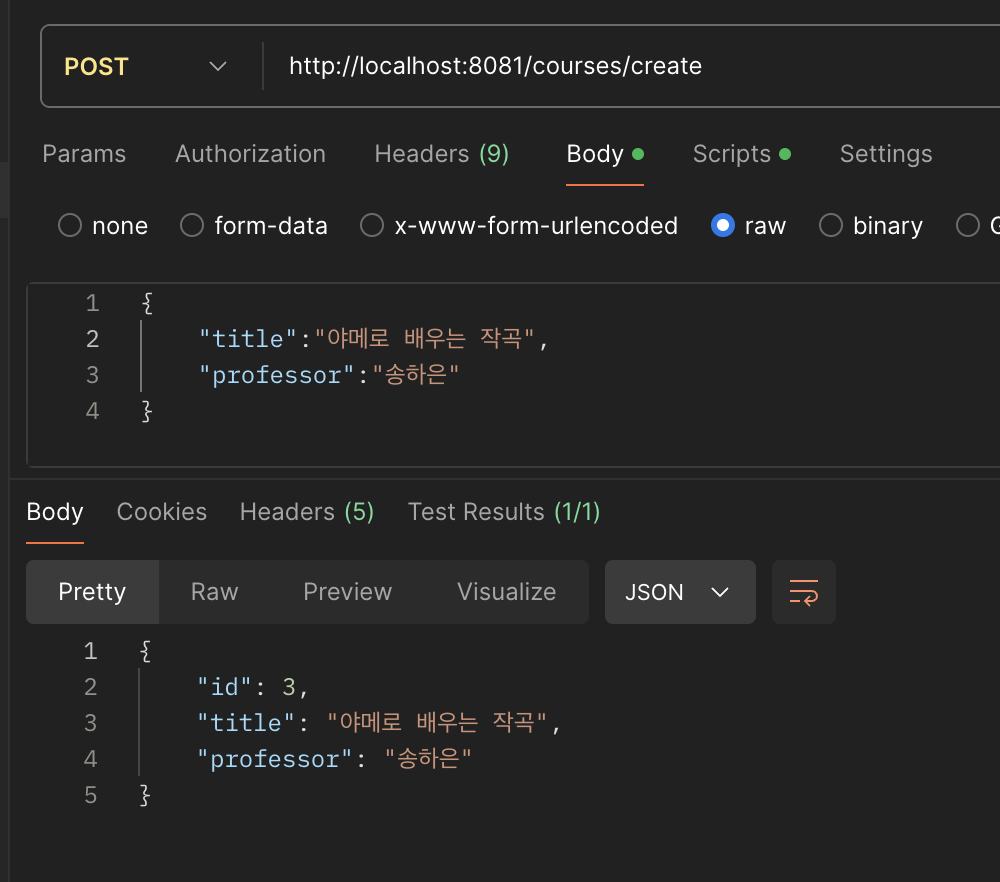 POST http://localhost:8081/courses/create
Params Authorization Headers (9) Body Scripts Settings
none form-data x-www-form-urlencoded raw binary
1 {
2 "title":"야메로 배우는 작곡",
3 "professor":"송하은"
4 }
Body Cookies Headers (5) Test Results (1/1)
Pretty Raw Preview Visualize JSON
1 {
2 "id": 3,
3 "title": "야메로 배우는 작곡",
4 "professor": "송하은"
5 }